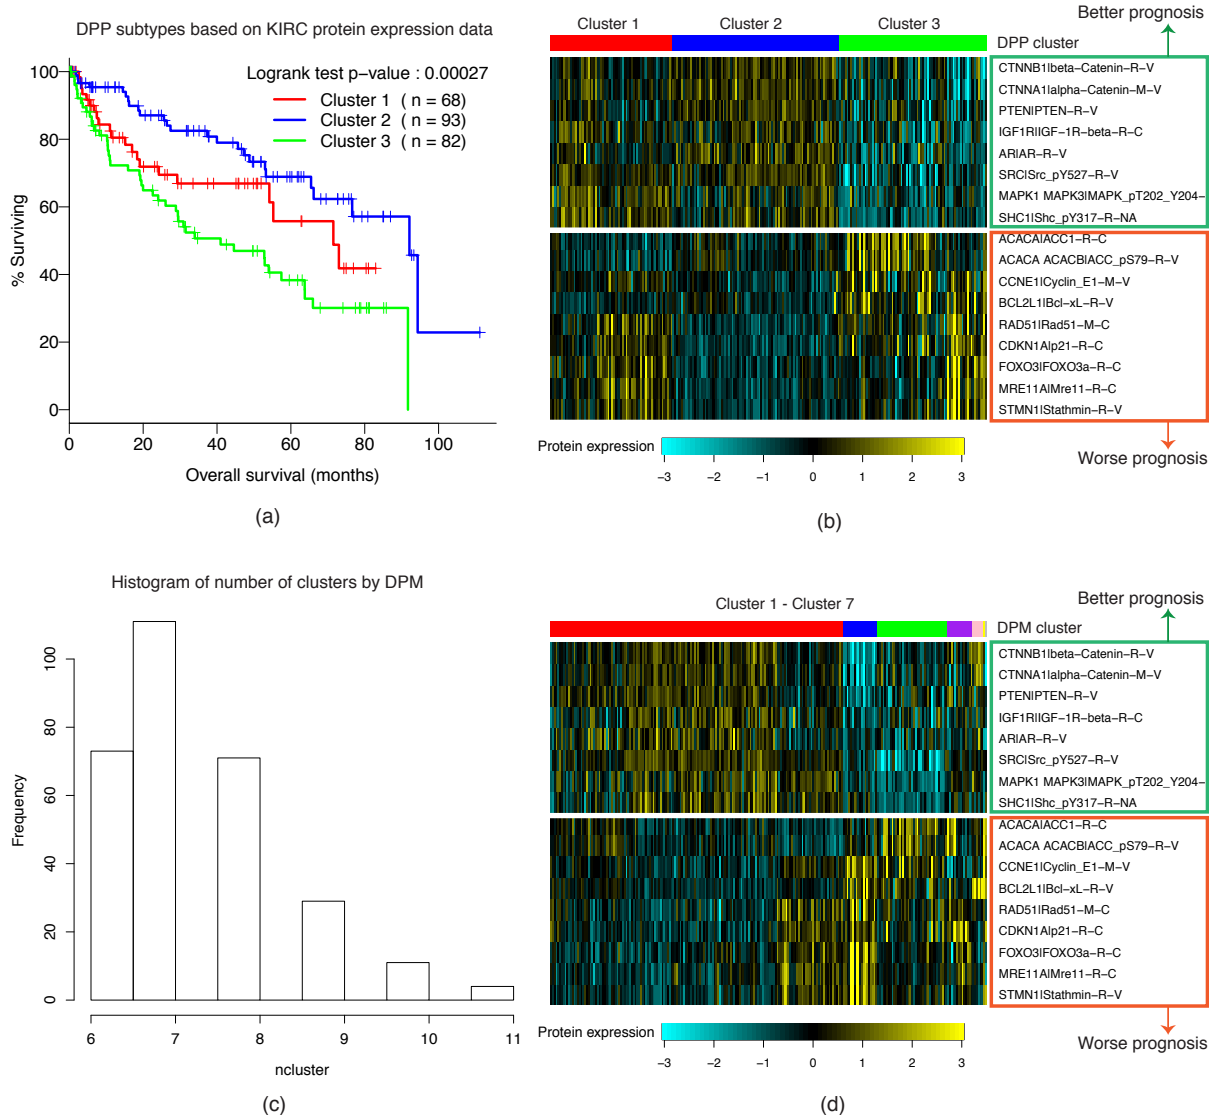 DPP subtypes based on KIRC protein expression data
Logrank test p-value : 0.00027
Cluster 1 ( n = 68)
Cluster 2 ( n = 93)
Cluster 3 ( n = 82)
% Surviving
100
80
60
40
20
0
0 20 40 60 80 100
Overall survival (months)
(a)
Better prognosis
Cluster 1 Cluster 2 Cluster 3
DPP cluster
CTNNB1|beta-Catenin-R-V
CTNNA1|alpha-Catenin-M-V
PTEN|PTEN-R-V
IGF1R|IGF-1R-beta-R-C
AR|AR-R-V
SRC|Src_pY527-R-V
MAPK1 MAPK3|MAPK_pT202_Y204-
SHC1|Shc_pY317-R-NA
ACACA|ACC1-R-C
ACACA ACACB|ACC_pS79-R-V
CCNE1|Cyclin_E1-M-V
BCL2L1|Bcl-xL-R-V
RAD51|Rad51-M-C
CDKN1A|p21-R-C
FOXO3|FOXO3a-R-C
MRE11A|Mre11-R-C
STMN1|Stathmin-R-V
Protein expression
-3 -2 -1 0 1 2 3
Worse prognosis
(b)
Histogram of number of clusters by DPM
Frequency
100
80
60
40
20
0
6 7 8 9 10 11
ncluster
(c)
Better prognosis
Cluster 1 - Cluster 7
DPM cluster
CTNNB1|beta-Catenin-R-V
CTNNA1|alpha-Catenin-M-V
PTEN|PTEN-R-V
IGF1R|IGF-1R-beta-R-C
AR|AR-R-V
SRC|Src_pY527-R-V
MAPK1 MAPK3|MAPK_pT202_Y204-
SHC1|Shc_pY317-R-NA
ACACA|ACC1-R-C
ACACA ACACB|ACC_pS79-R-V
CCNE1|Cyclin_E1-M-V
BCL2L1|Bcl-xL-R-V
RAD51|Rad51-M-C
CDKN1A|p21-R-C
FOXO3|FOXO3a-R-C
MRE11A|Mre11-R-C
STMN1|Stathmin-R-V
Protein expression
-3 -2 -1 0 1 2 3
Worse prognosis
(d)